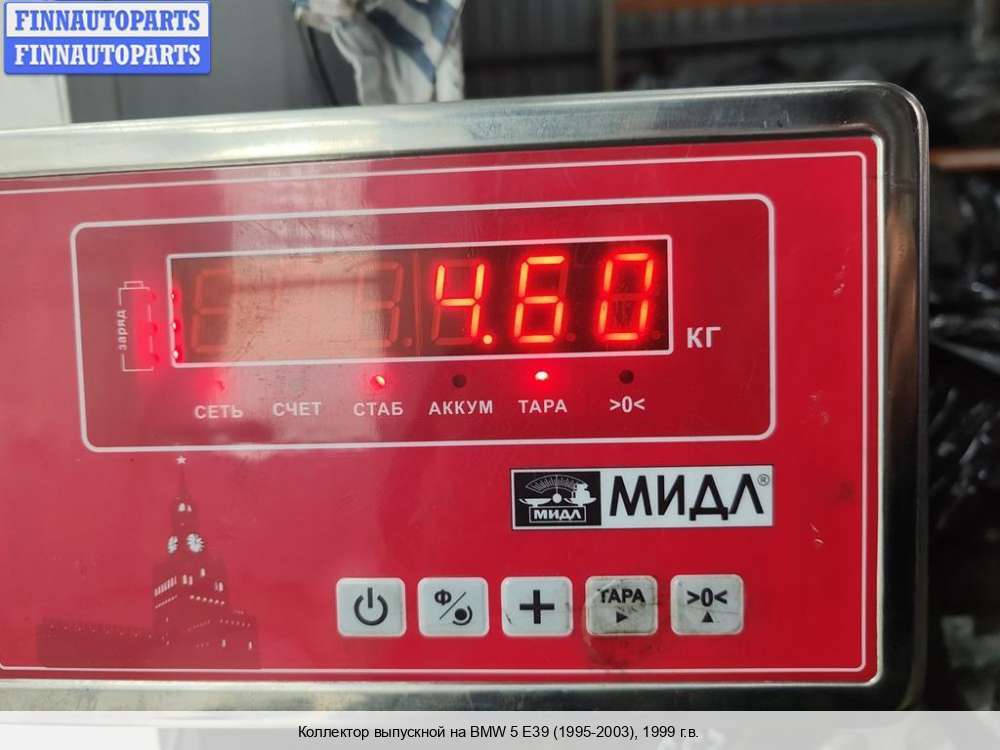 FINNAUTOPARTS
FINNAUTOPARTS
заряд
4.60
КГ
СЕТЬ СЧЕТ СТАБ АККУМ ТАРА >0<
МИДЛ МИДЛ®
Ф ТАРА >0<
Коллектор выпускной на BMW 5 E39 (1995-2003), 1999 г.в.